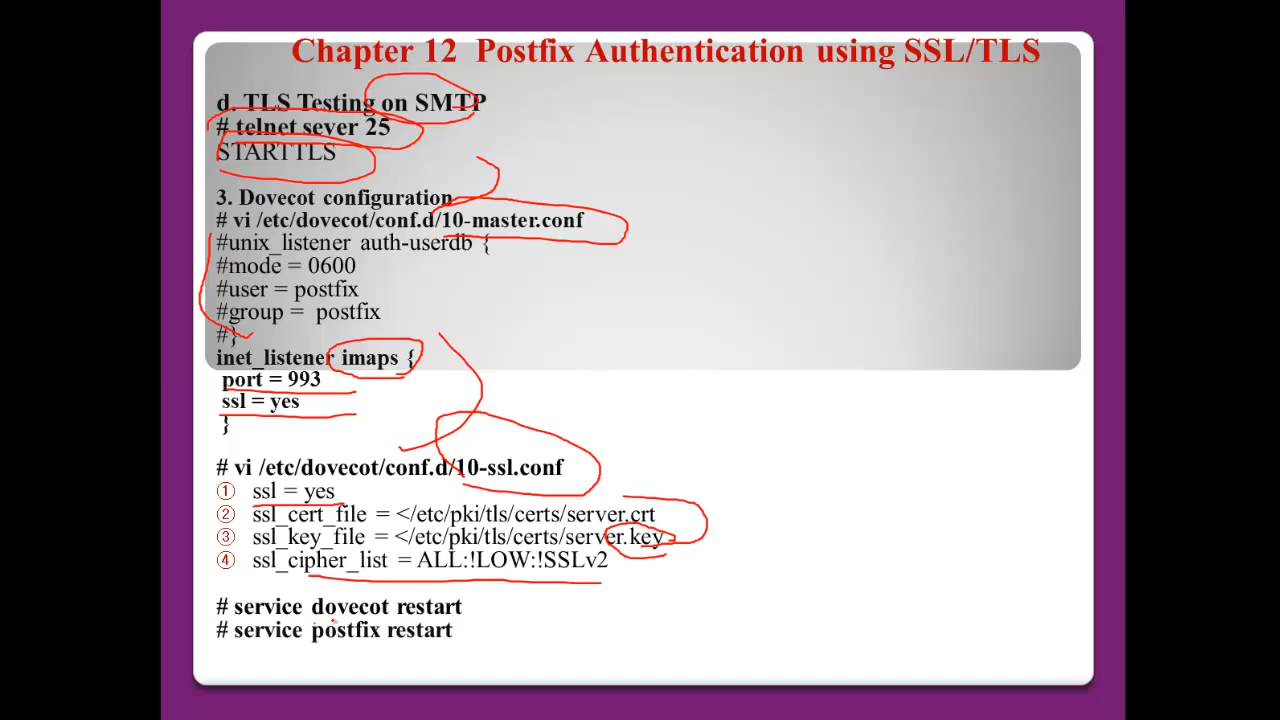 Chapter 12 Postfix Authentication using SSL/TLS
d. TLS Testing on SMTP
# telnet sever 25
STARTTLS
3. Dovecot configuration
# vi /etc/dovecot/conf.d/10-master.conf
#unix_listener auth-userdb {
#mode = 0600
#user = postfix
#group = postfix
#}
inet_listener imaps {
port = 993
ssl = yes
}
# vi /etc/dovecot/conf.d/10-ssl.conf
① ssl = yes
② ssl_cert_file = </etc/pki/tls/certs/server.crt
③ ssl_key_file = </etc/pki/tls/certs/server.key
④ ssl_cipher_list = ALL:!LOW:!SSLv2
# service dovecot restart
# service postfix restart